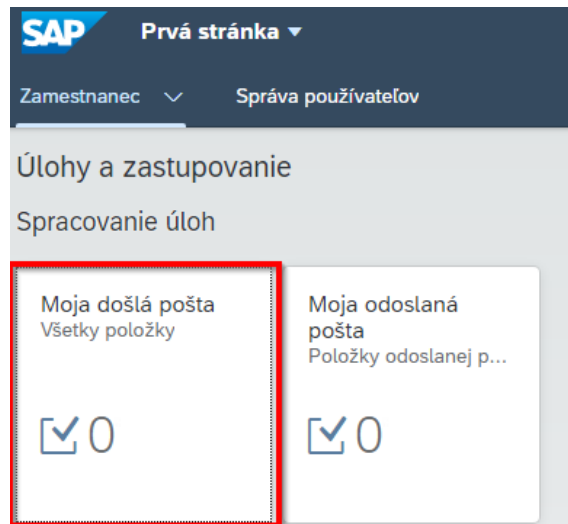 SAP Prvá stránka
Zamestnanec Správa používateľov
Úlohy a zastupovanie
Spracovanie úloh
Moja došlá pošta
Všetky položky
0
Moja odoslaná
pošta
Položky odoslanej p...
0